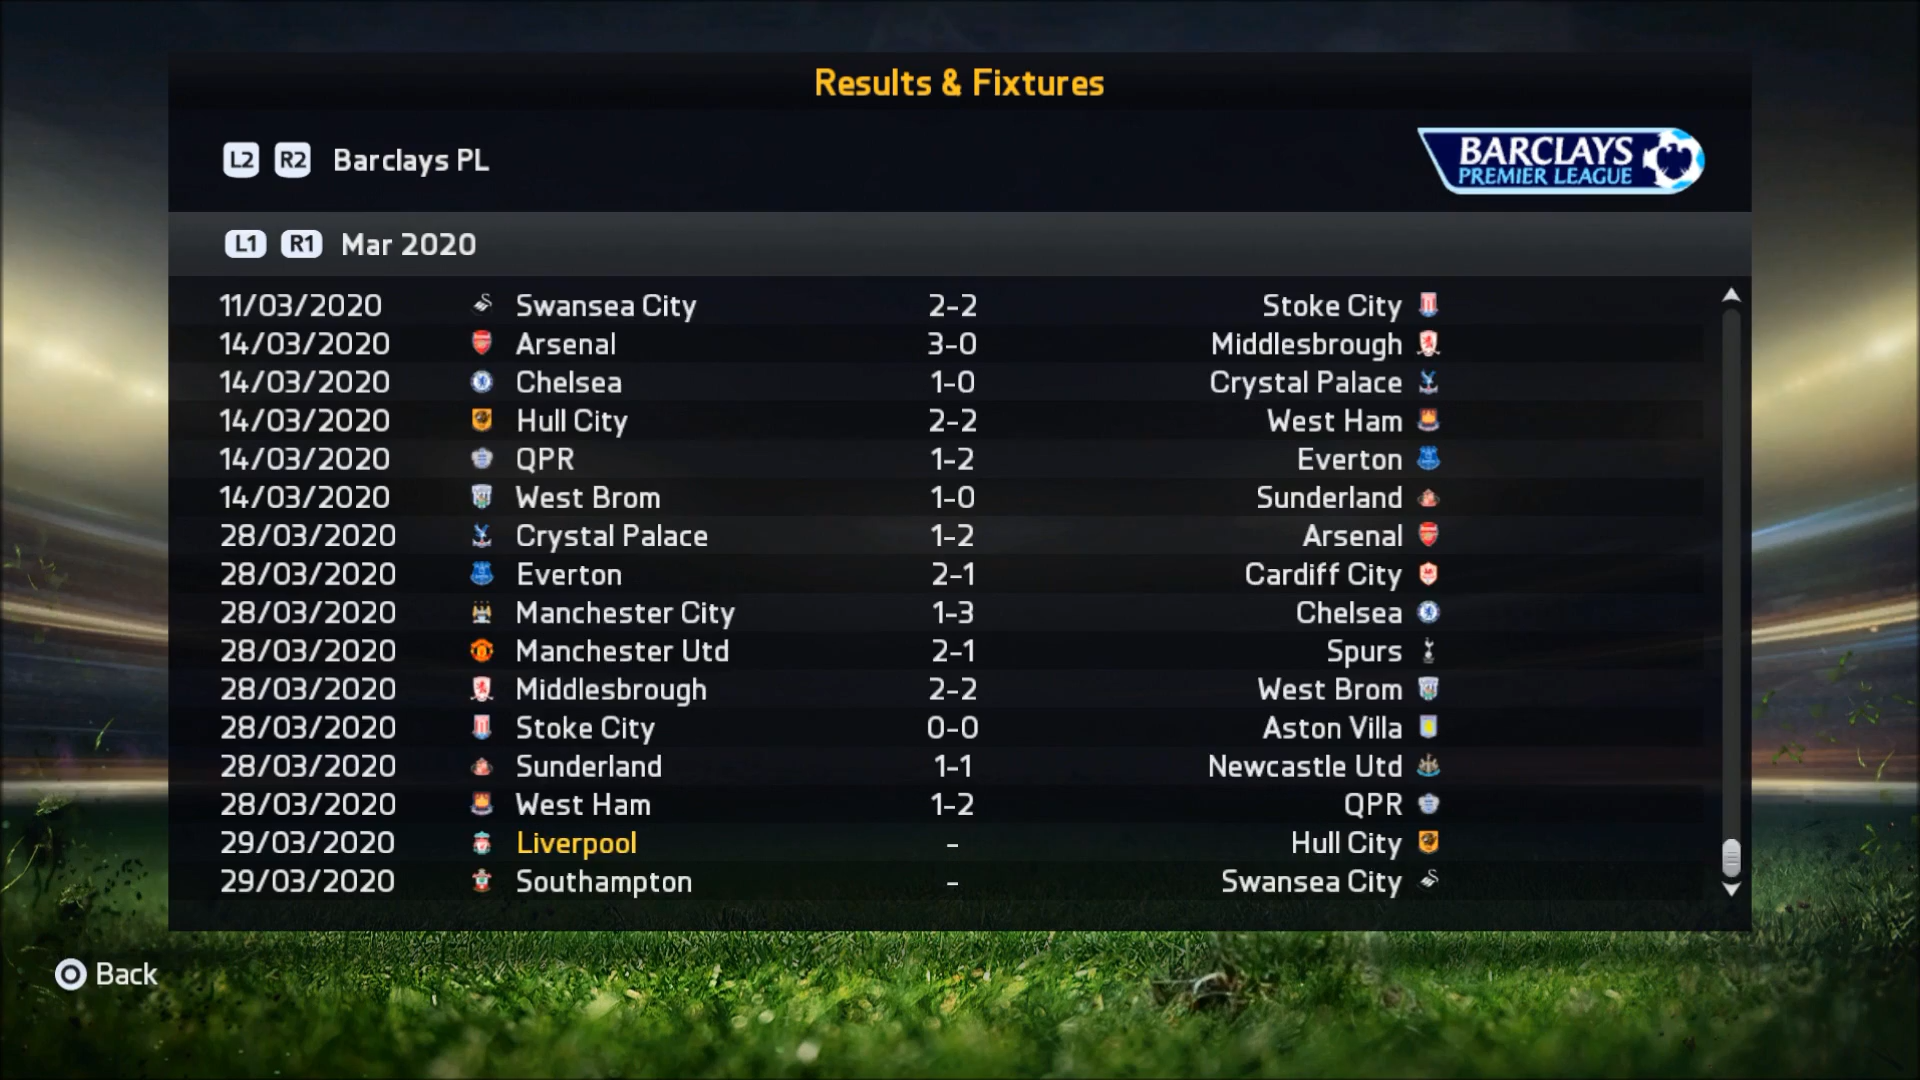 Results & Fixtures
L2 R2 Barclays PL
BARCLAYS
PREMIER LEAGUE
L1 R1 Mar 2020
11/03/2020 Swansea City 2-2 Stoke City
14/03/2020 Arsenal 3-0 Middlesbrough
14/03/2020 Chelsea 1-0 Crystal Palace
14/03/2020 Hull City 2-2 West Ham
14/03/2020 QPR 1-2 Everton
14/03/2020 West Brom 1-0 Sunderland
28/03/2020 Crystal Palace 1-2 Arsenal
28/03/2020 Everton 2-1 Cardiff City
28/03/2020 Manchester City 1-3 Chelsea
28/03/2020 Manchester Utd 2-1 Spurs
28/03/2020 Middlesbrough 2-2 West Brom
28/03/2020 Stoke City 0-0 Aston Villa
28/03/2020 Sunderland 1-1 Newcastle Utd
28/03/2020 West Ham 1-2 QPR
29/03/2020 Liverpool - Hull City
29/03/2020 Southampton - Swansea City
Back